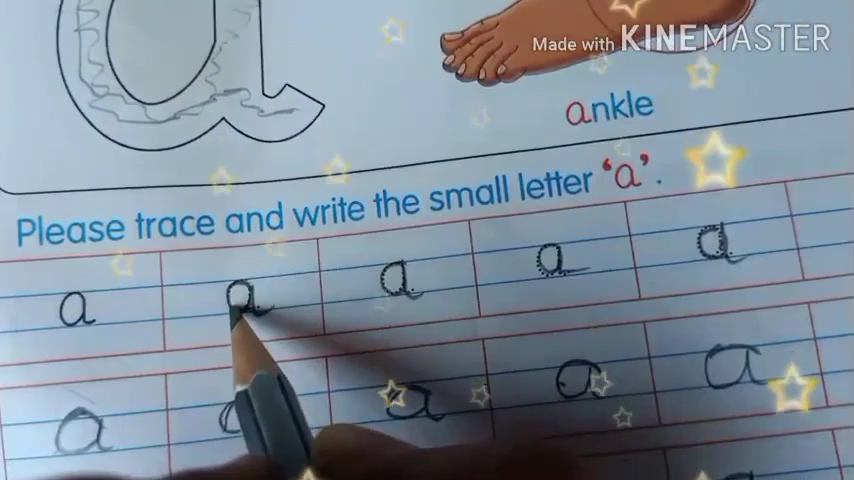 a
Made with KINEMASTER
ankle
Please trace and write the small letter 'a'.
a a a a a
a a a a a